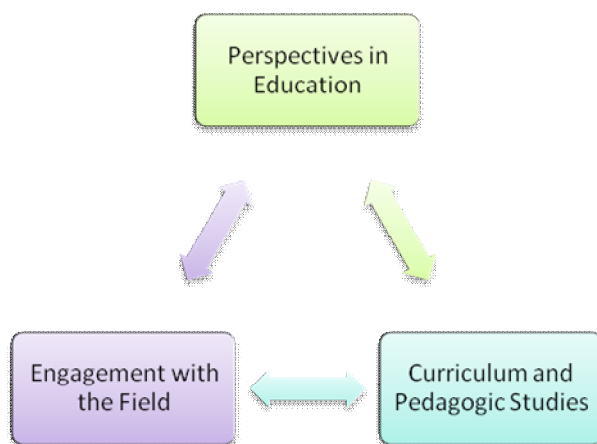 Perspectives in
Education
Engagement with
the Field
Curriculum and
Pedagogic Studies